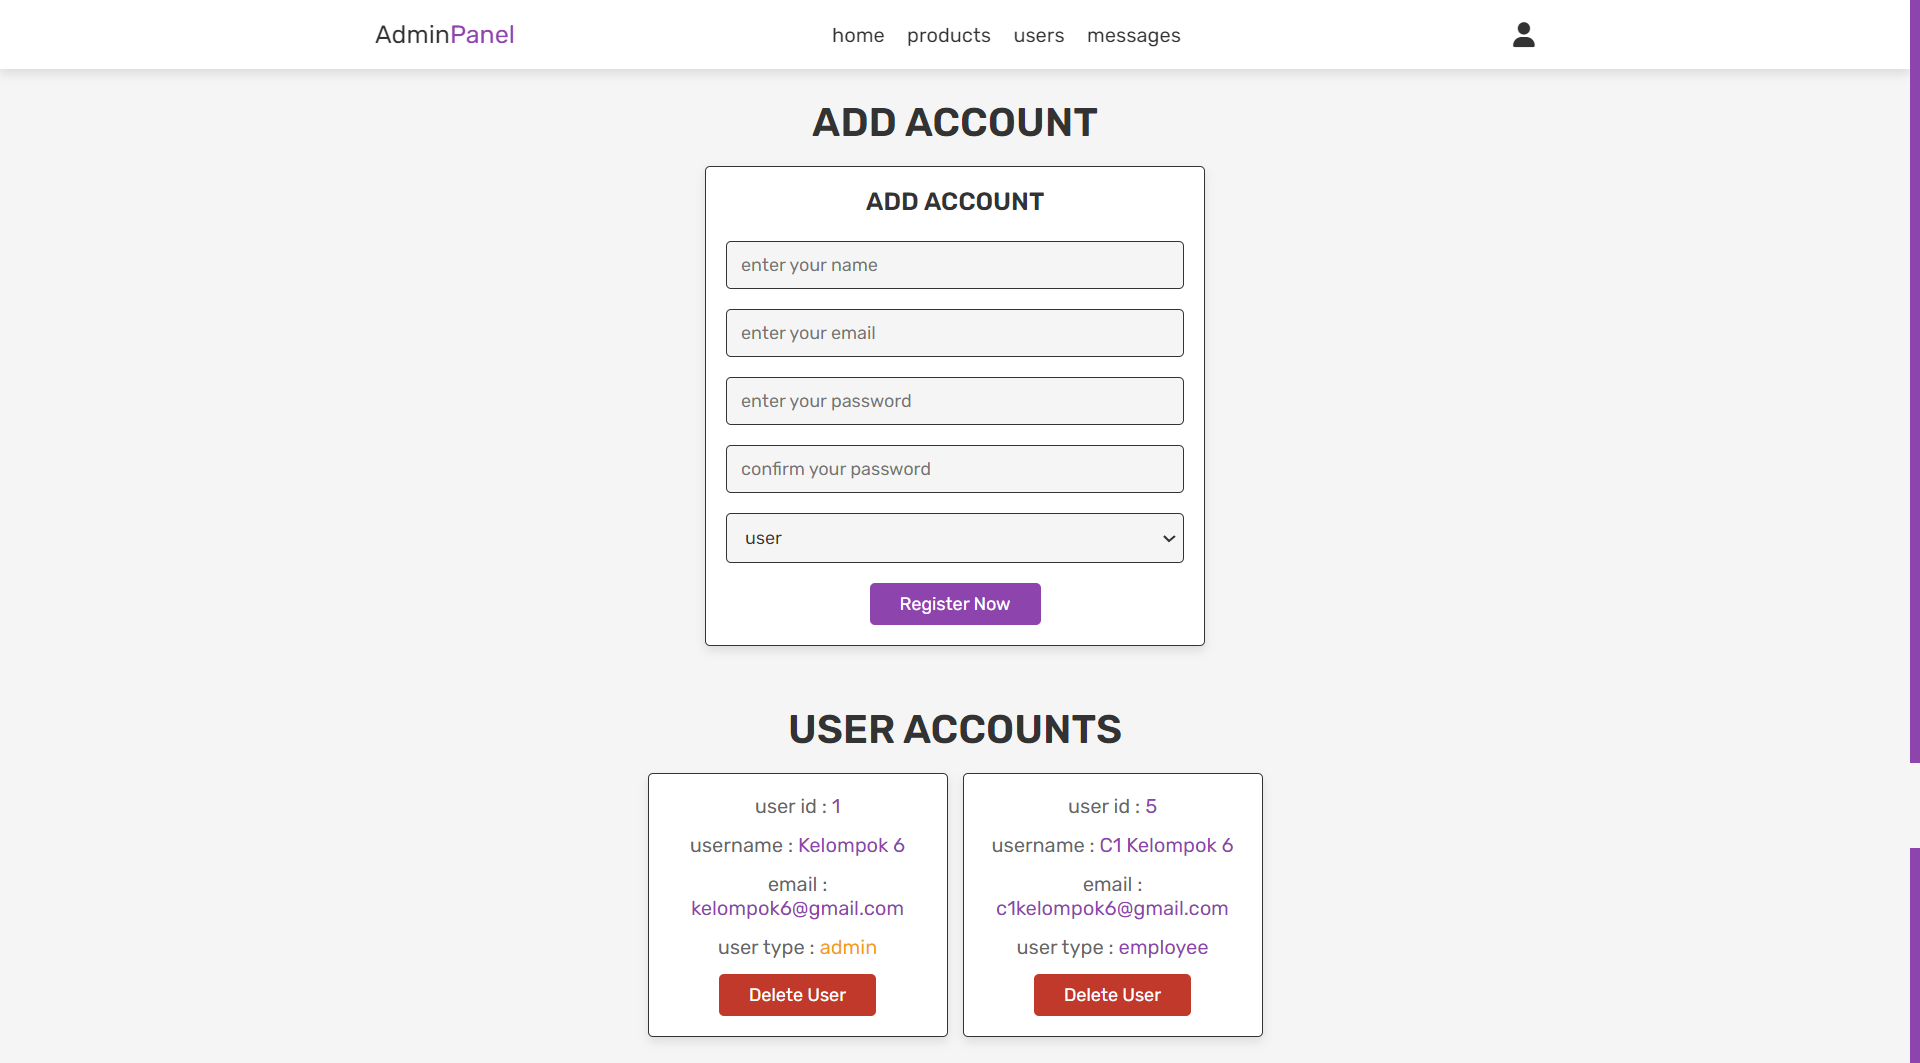 AdminPanel
home products users messages
ADD ACCOUNT
ADD ACCOUNT
enter your name
enter your email
enter your password
confirm your password
user
Register Now
USER ACCOUNTS
user id : 1
username : Kelompok 6
email :
kelompok6@gmail.com
user type : admin
Delete User
user id : 5
username : C1 Kelompok 6
email :
c1kelompok6@gmail.com
user type : employee
Delete User